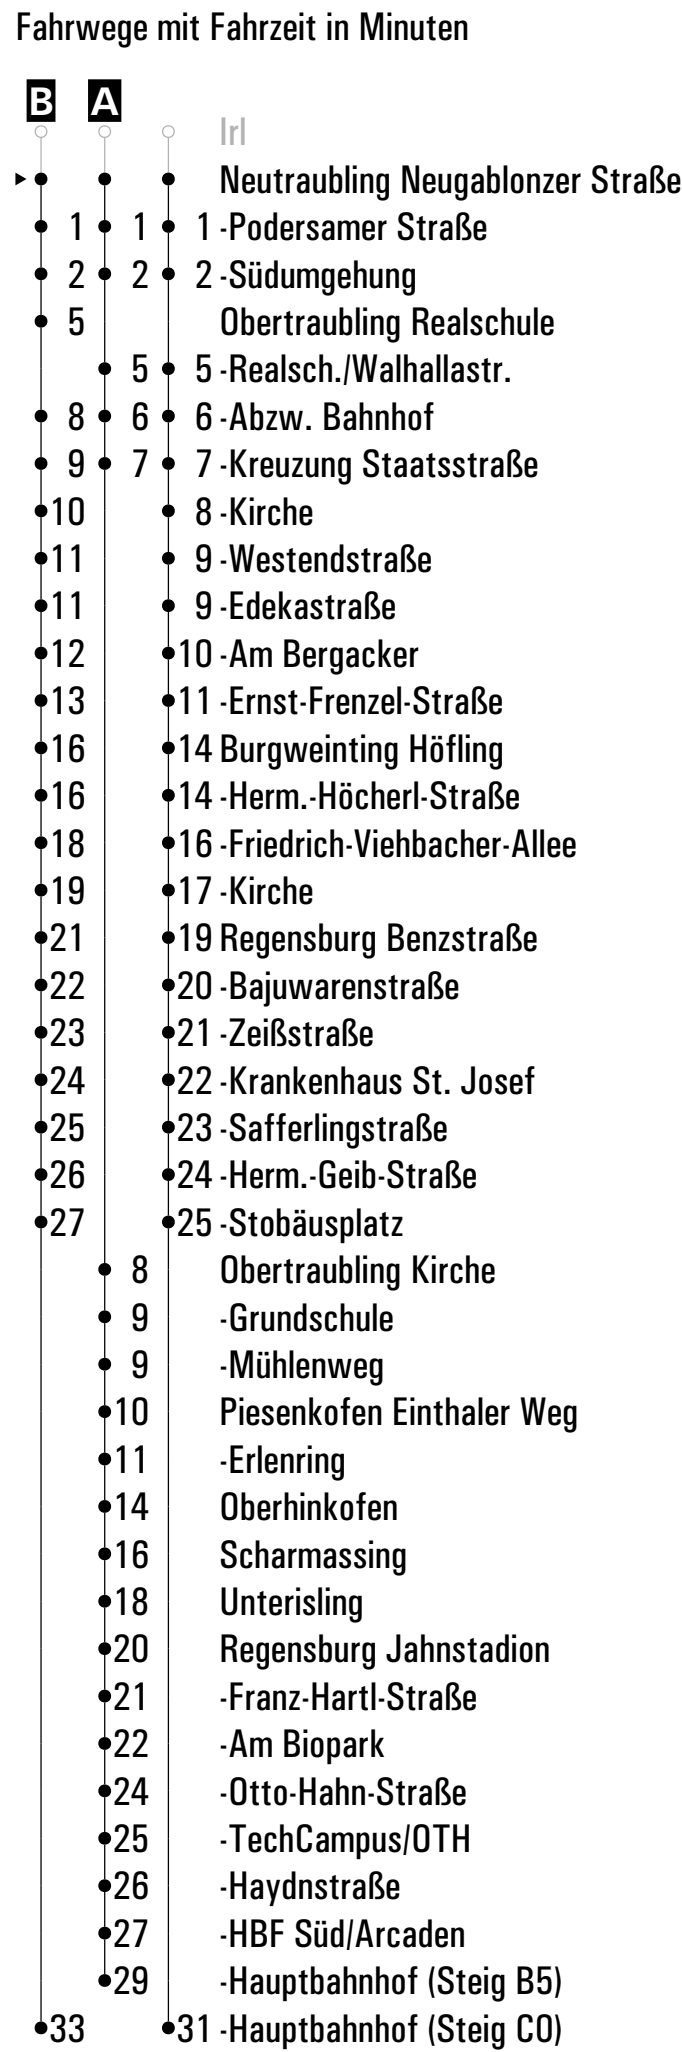 Fahrwege mit Fahrzeit in Minuten
B A
Irl
Neutraubling Neugablonzer Straße
1 1 1 -Podersamer Straße
2 2 2 -Südumgehung
5 Obertraubling Realschule
5 5 -Realsch./Walhallastr.
8 6 6 -Abzw. Bahnhof
9 7 7 -Kreuzung Staatsstraße
10 8 -Kirche
11 9 -Westendstraße
11 9 -Edekastraße
12 10 -Am Bergacker
13 11 -Ernst-Frenzel-Straße
16 14 Burgweinting Höfling
16 14 -Herm.-Höcherl-Straße
18 16 -Friedrich-Viehbacher-Allee
19 17 -Kirche
21 19 Regensburg Benzstraße
22 20 -Bajuwarenstraße
23 21 -Zeißstraße
24 22 -Krankenhaus St. Josef
25 23 -Safferlingstraße
26 24 -Herm.-Geib-Straße
27 25 -Stobäusplatz
8 Obertraubling Kirche
9 -Grundschule
9 -Mühlenweg
10 Piesenkofen Einthaler Weg
11 -Erlenring
14 Oberhinkofen
16 Scharmassing
18 Unterisling
20 Regensburg Jahnstadion
21 -Franz-Hartl-Straße
22 -Am Biopark
24 -Otto-Hahn-Straße
25 -TechCampus/OTH
26 -Haydnstraße
27 -HBF Süd/Arcaden
29 -Hauptbahnhof (Steig B5)
33 31 -Hauptbahnhof (Steig C0)